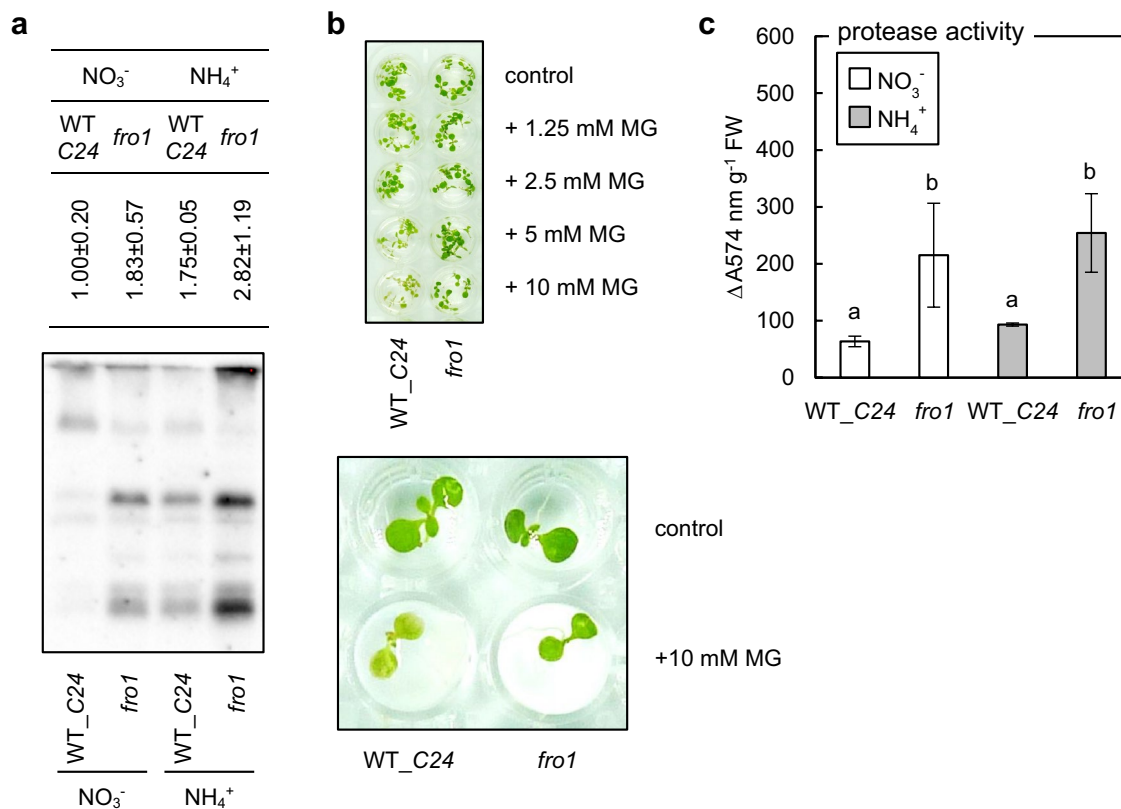 a
NO₃⁻ NH₄⁺
WT C24 fro1 WT C24 fro1
1.00±0.20 1.83±0.57 1.75±0.05 2.82±1.19
WT_C24 fro1 WT_C24 fro1
NO₃⁻ NH₄⁺
b
control
+ 1.25 mM MG
+ 2.5 mM MG
+ 5 mM MG
+ 10 mM MG
WT_C24 fro1
control
+10 mM MG
WT_C24 fro1
c
protease activity
NO₃⁻
NH₄⁺
ΔA574 nm g⁻¹ FW
600
500
400
300
200
100
0
a b a b
WT_C24 fro1 WT_C24 fro1